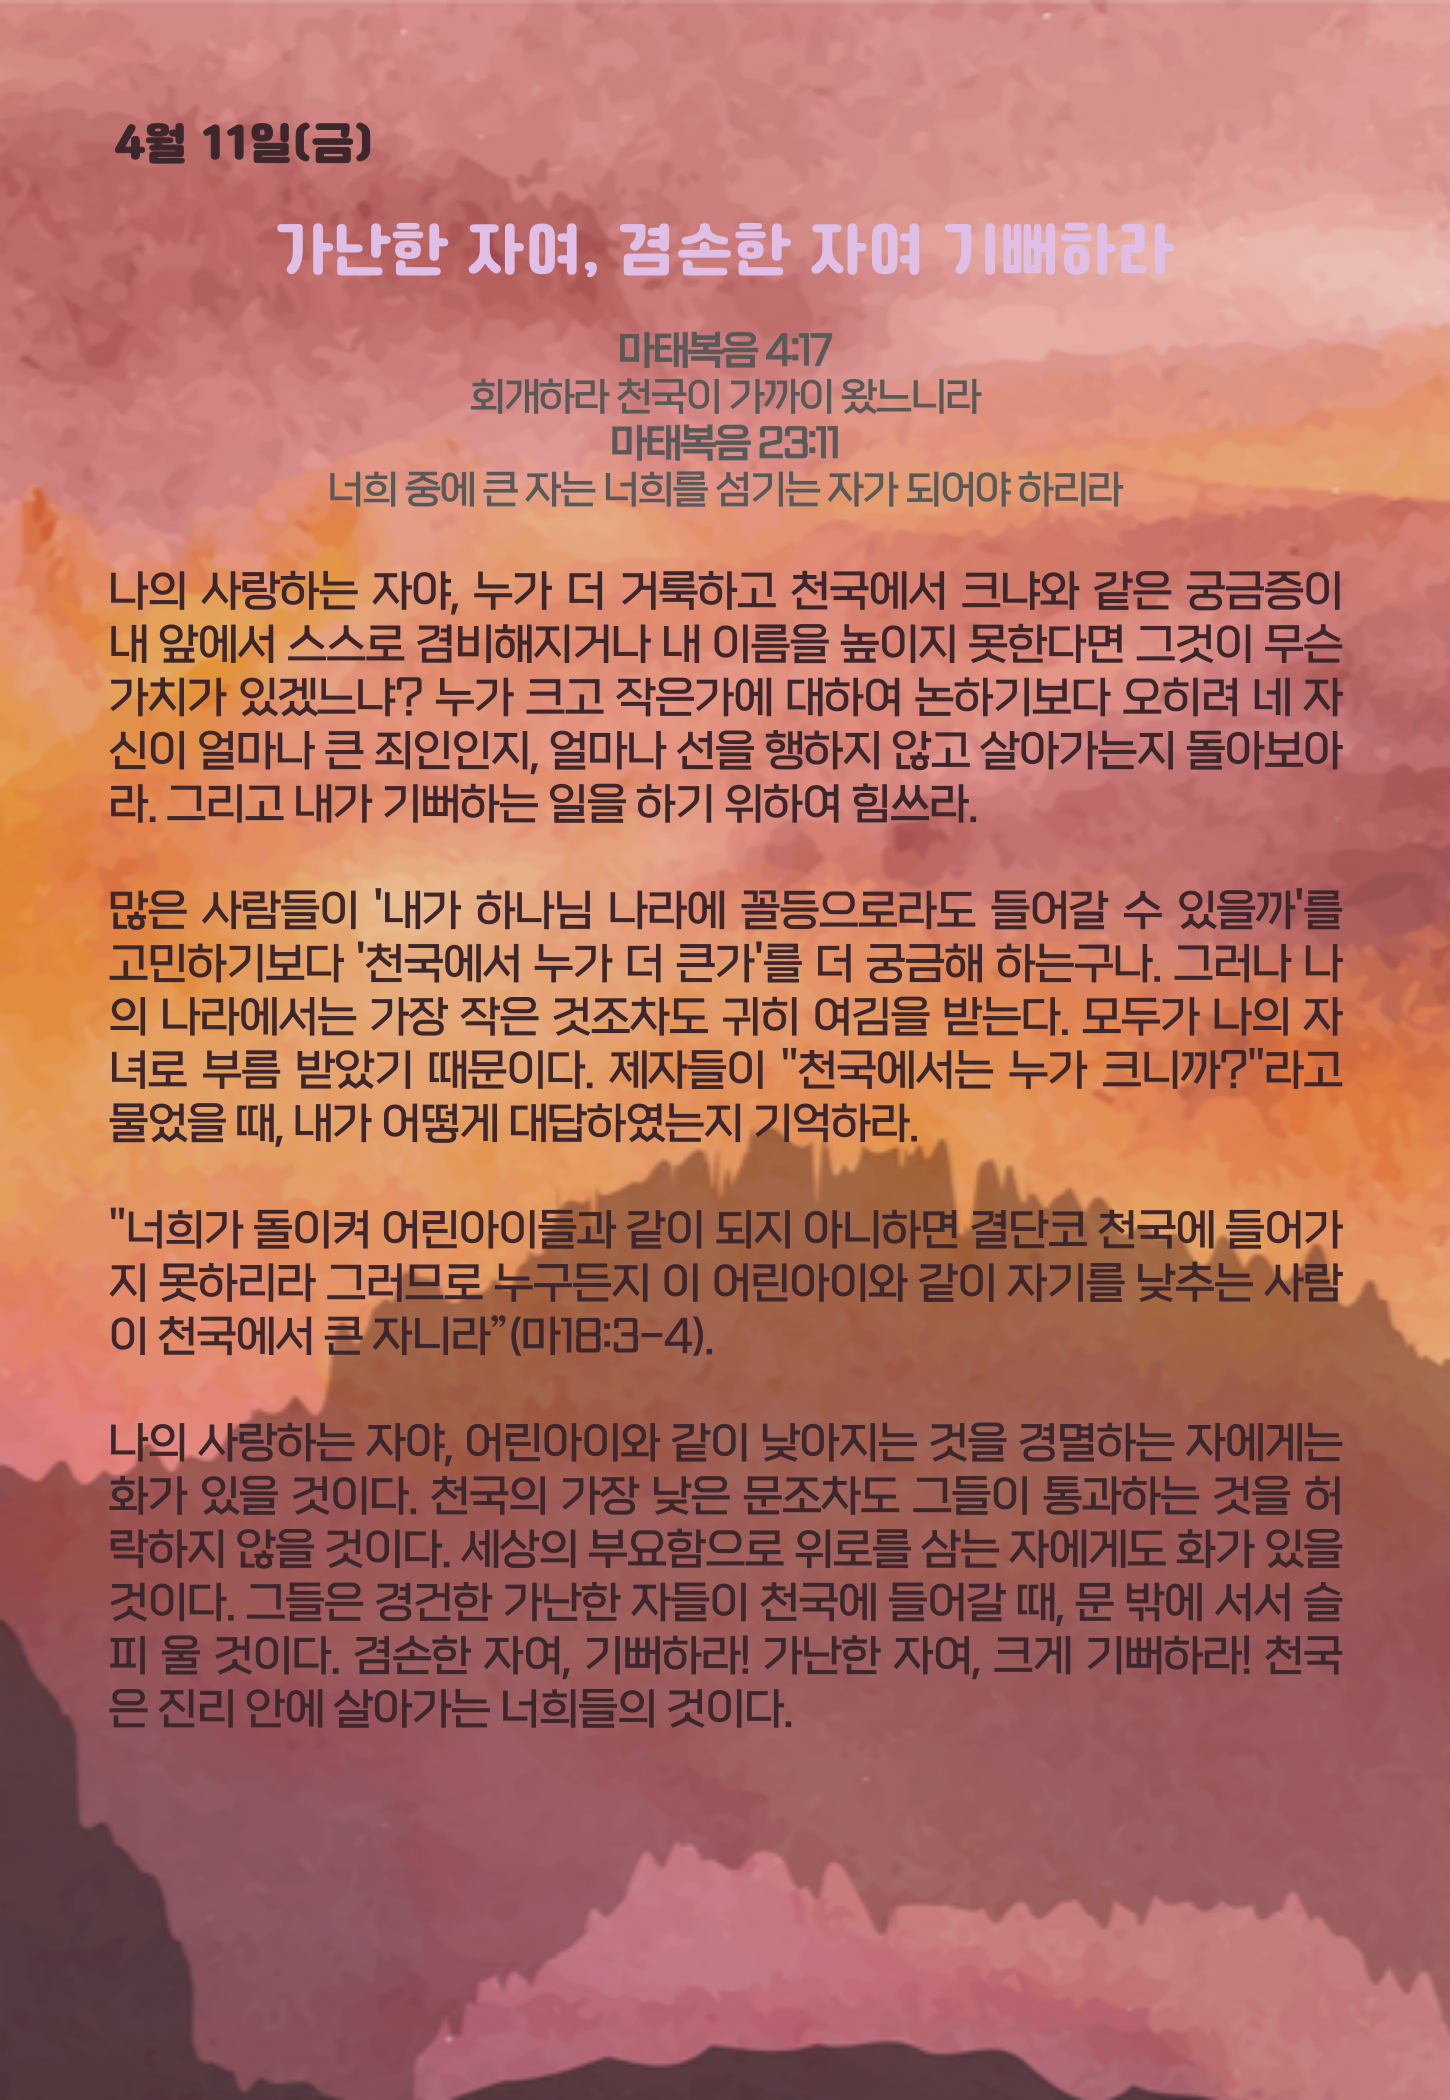 4월 11일(금)
가난한 자여, 겸손한 자여 기뻐하라
마태복음 4:17
회개하라 천국이 가까이 왔느니라
마태복음 23:11
너희 중에 큰 자는 너희를 섬기는 자가 되어야 하리라
나의 사랑하는 자야, 누가 더 거룩하고 천국에서 크냐와 같은 궁금증이
내 앞에서 스스로 겸비해지거나 내 이름을 높이지 못한다면 그것이 무슨
가치가 있겠느냐? 누가 크고 작은가에 대하여 논하기보다 오히려 네 자
신이 얼마나 큰 죄인인지, 얼마나 선을 행하지 않고 살아가는지 돌아보아
라. 그리고 내가 기뻐하는 일을 하기 위하여 힘쓰라.
많은 사람들이 '내가 하나님 나라에 꼴등으로라도 들어갈 수 있을까'를
고민하기보다 '천국에서 누가 더 큰가'를 더 궁금해 하는구나. 그러나 나
의 나라에서는 가장 작은 것조차도 귀히 여김을 받는다. 모두가 나의 자
녀로 부름 받았기 때문이다. 제자들이 "천국에서는 누가 크니까?"라고
물었을 때, 내가 어떻게 대답하였는지 기억하라.
"너희가 돌이켜 어린아이들과 같이 되지 아니하면 결단코 천국에 들어가
지 못하리라 그러므로 누구든지 이 어린아이와 같이 자기를 낮추는 사람
이 천국에서 큰 자니라”(마18:3-4).
나의 사랑하는 자야, 어린아이와 같이 낮아지는 것을 경멸하는 자에게는
화가 있을 것이다. 천국의 가장 낮은 문조차도 그들이 통과하는 것을 허
락하지 않을 것이다. 세상의 부요함으로 위로를 삼는 자에게도 화가 있을
것이다. 그들은 경건한 가난한 자들이 천국에 들어갈 때, 문 밖에 서서 슬
피 울 것이다. 겸손한 자여, 기뻐하라! 가난한 자여, 크게 기뻐하라! 천국
은 진리 안에 살아가는 너희들의 것이다.